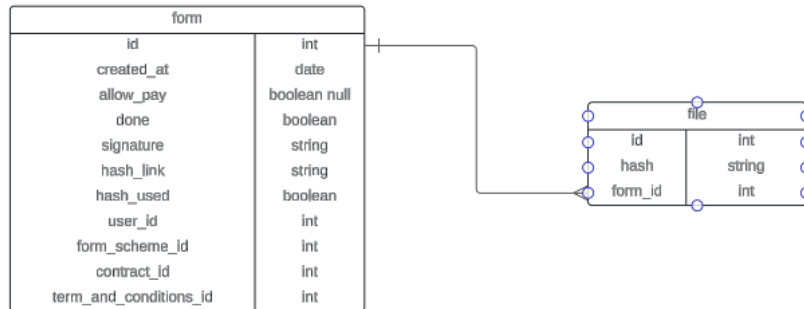 form
id int
created_at date
allow_pay boolean null
done boolean
signature string
hash_link string
hash_used boolean
user_id int
form_scheme_id int
contract_id int
term_and_conditions_id int
file
id int
hash string
form_id int